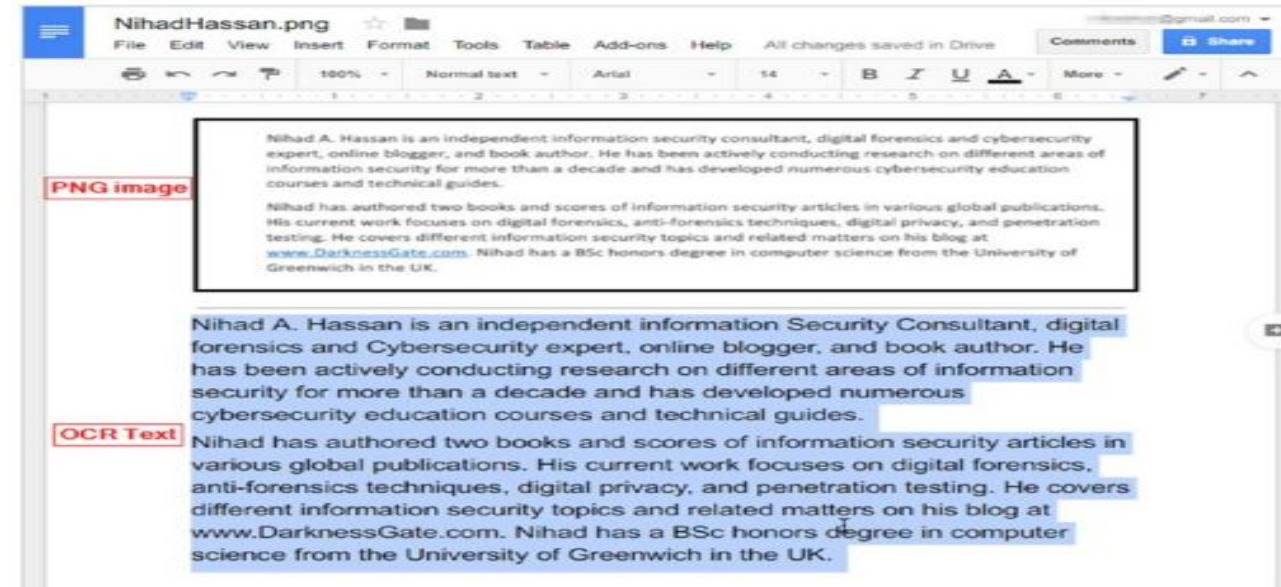 NihadHassan.png
@gmail.com
File Edit View Insert Format Tools Table Add-ons Help All changes saved in Drive
Comments
Share
100% Normal text Arial 14 B I U A More
1 1 2 3 4 5 6 7
Nihad A. Hassan is an independent information security consultant, digital forensics and cybersecurity
expert, online blogger, and book author. He has been actively conducting research on different areas of
information security for more than a decade and has developed numerous cybersecurity education
courses and technical guides.
PNG image
Nihad has authored two books and scores of information security articles in various global publications.
His current work focuses on digital forensics, anti-forensics techniques, digital privacy, and penetration
testing. He covers different information security topics and related matters on his blog at
www.DarknessGate.com. Nihad has a BSc honors degree in computer science from the University of
Greenwich in the UK.
Nihad A. Hassan is an independent information Security Consultant, digital
forensics and Cybersecurity expert, online blogger, and book author. He
has been actively conducting research on different areas of information
security for more than a decade and has developed numerous
cybersecurity education courses and technical guides.
OCR Text
Nihad has authored two books and scores of information security articles in
various global publications. His current work focuses on digital forensics,
anti-forensics techniques, digital privacy, and penetration testing. He covers
different information security topics and related matters on his blog at
www.DarknessGate.com. Nihad has a BSc honors degree in computer
science from the University of Greenwich in the UK.